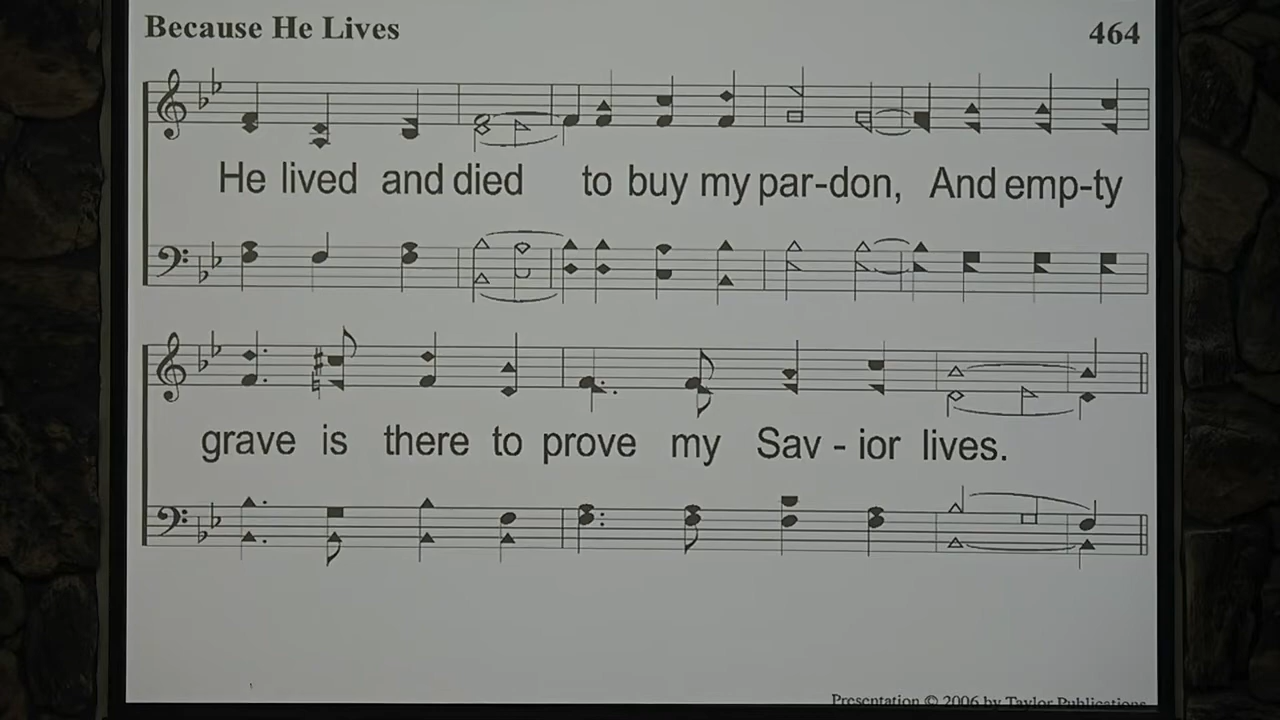 Because He Lives
464
He lived and died to buy my par-don, And emp-ty
grave is there to prove my Sav - ior lives.
Presentation © 2006 by Taylor Publications